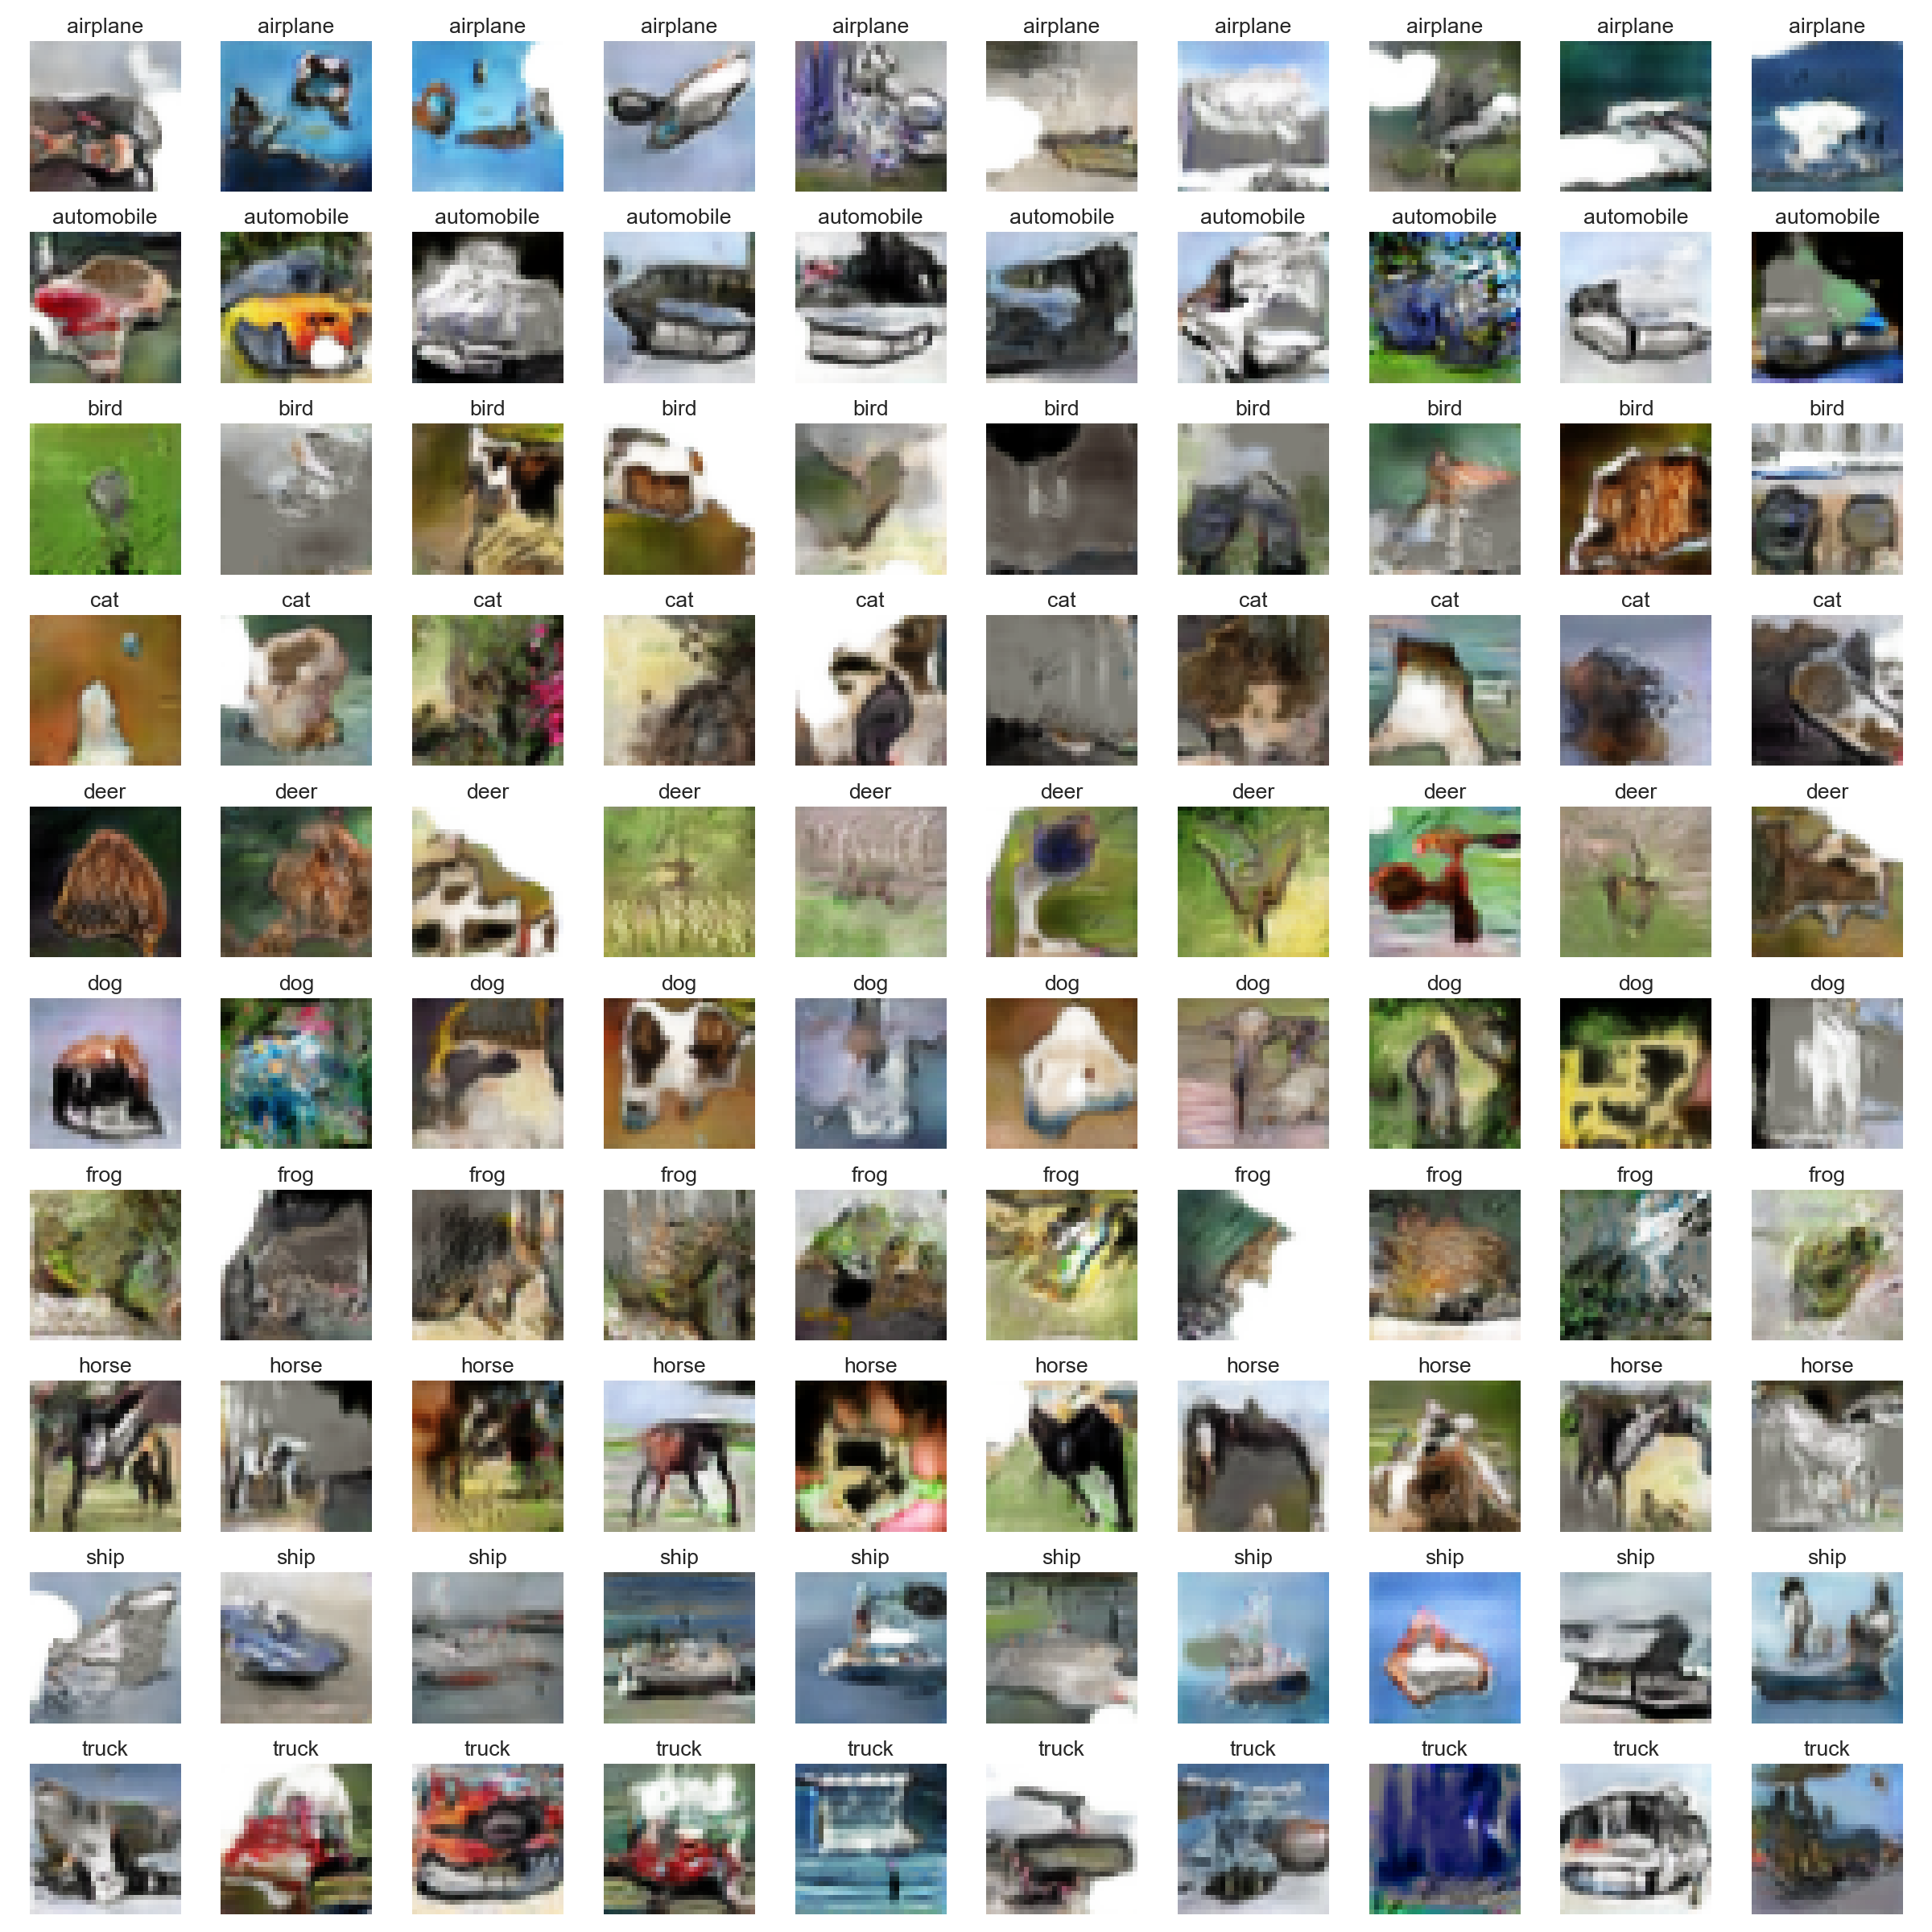 airplane airplane airplane airplane airplane airplane airplane airplane airplane airplane
automobile automobile automobile automobile automobile automobile automobile automobile automobile automobile
bird bird bird bird bird bird bird bird bird bird
cat cat cat cat cat cat cat cat cat cat
deer deer deer deer deer deer deer deer deer deer
dog dog dog dog dog dog dog dog dog dog
frog frog frog frog frog frog frog frog frog frog
horse horse horse horse horse horse horse horse horse horse
ship ship ship ship ship ship ship ship ship ship
truck truck truck truck truck truck truck truck truck truck